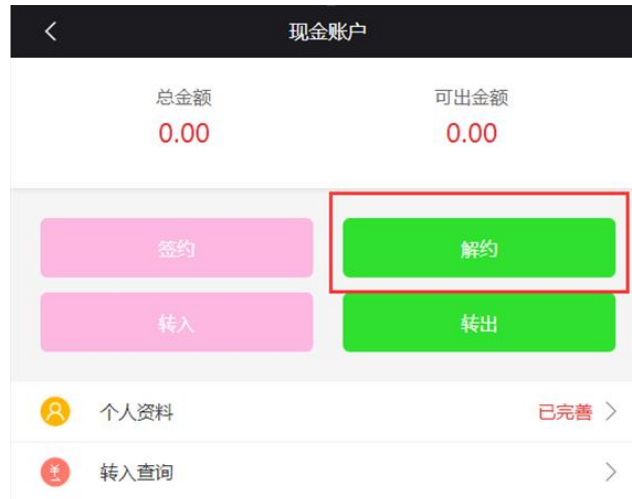 现金账户
总金额 可出金额
0.00 0.00
签约 解约
转入 转出
个人资料 已完善
转入查询